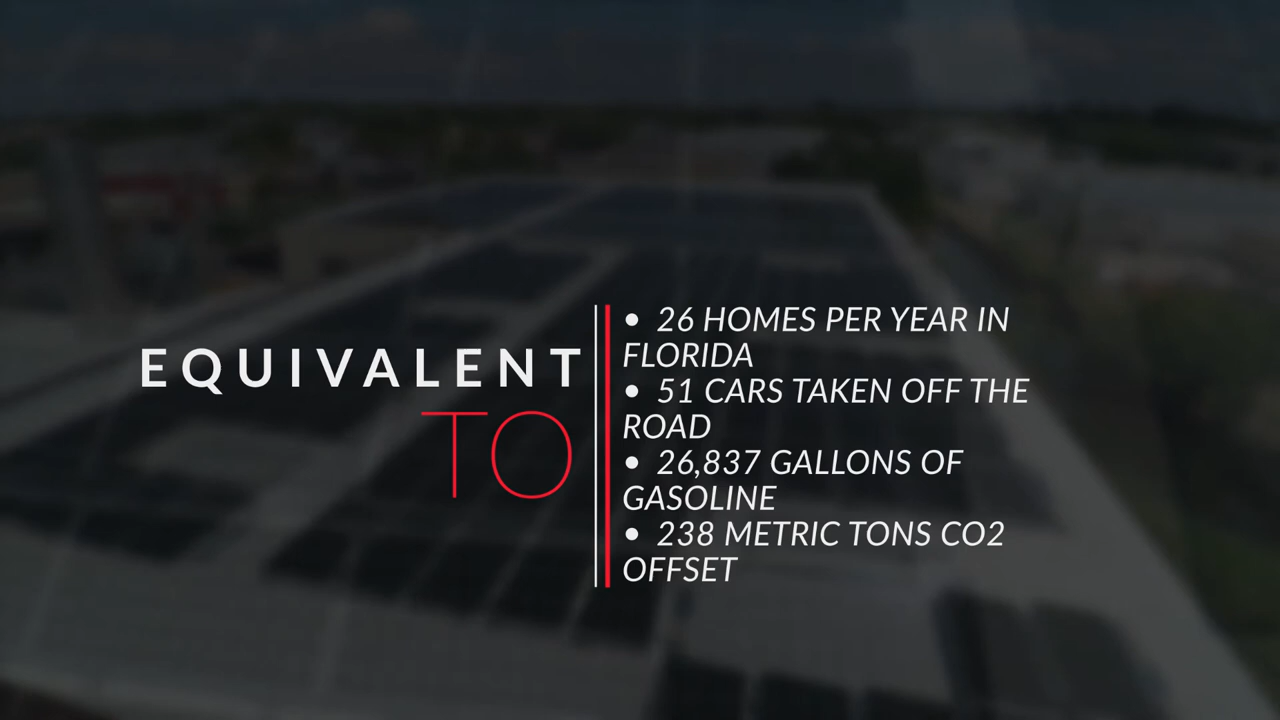 EQUIVALENT
TO
• 26 HOMES PER YEAR IN
FLORIDA
• 51 CARS TAKEN OFF THE
ROAD
• 26,837 GALLONS OF
GASOLINE
• 238 METRIC TONS CO2
OFFSET